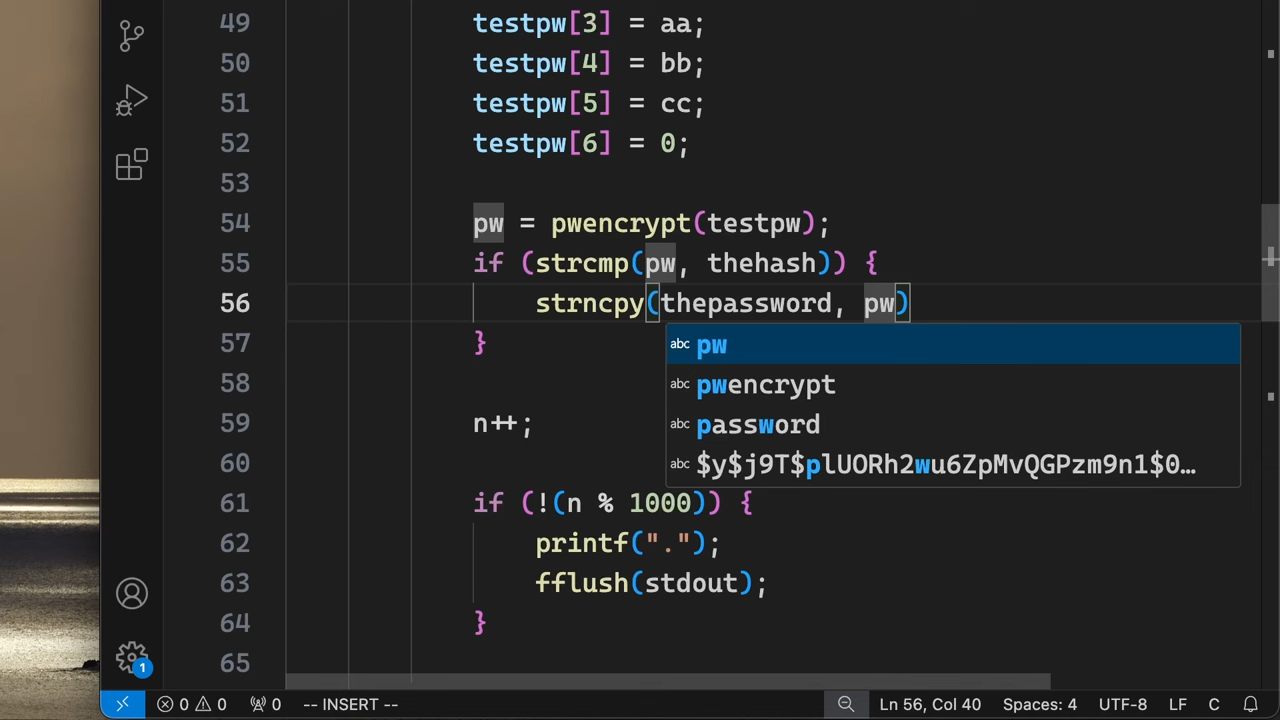 49 testpw[3] = aa;
50 testpw[4] = bb;
51 testpw[5] = cc;
52 testpw[6] = 0;
53
54 pw = pwencrypt(testpw);
55 if (strcmp(pw, thehash)) {
56 strncpy(thepassword, pw)
57 }
abc pw
58
abc pwencrypt
59 n++;
abc password
60
abc $y$j9T$plUORh2wu6ZpMvQGPzm9n1$0…
61 if (!(n % 1000)) {
62 printf(".");
63 fflush(stdout);
64 }
65
1
0 0 0 -- INSERT -- Ln 56, Col 40 Spaces: 4 UTF-8 LF C